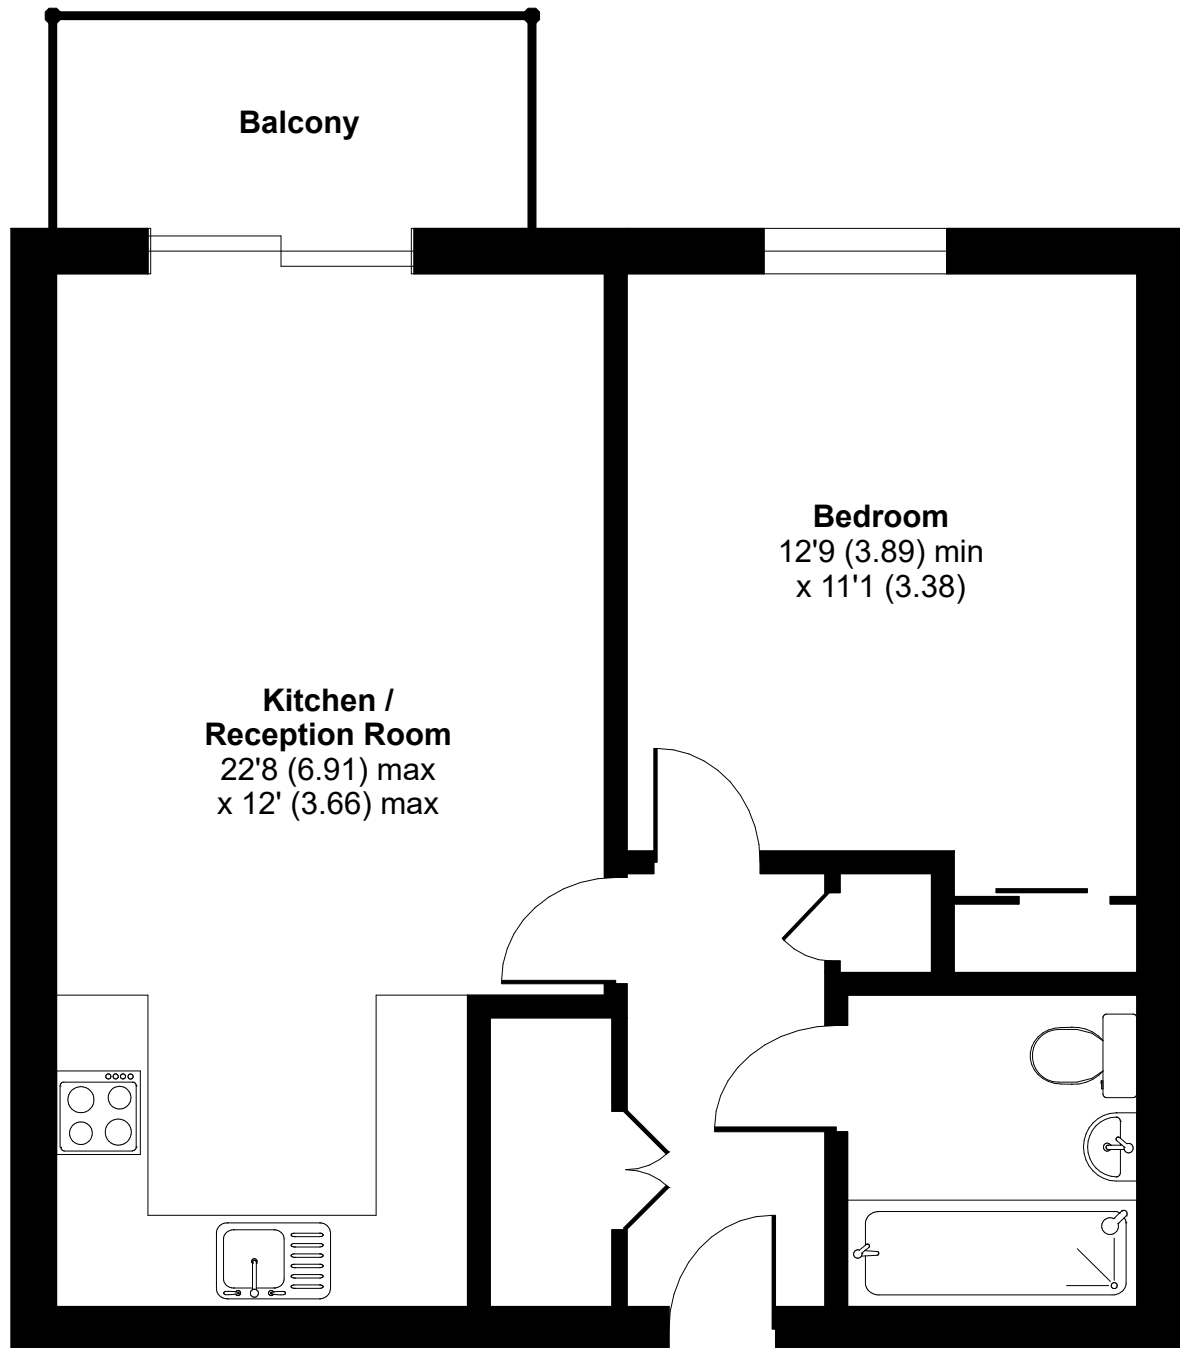 Balcony
Bedroom
12'9 (3.89) min
x 11'1 (3.38)
Kitchen /
Reception Room
22'8 (6.91) max
x 12' (3.66) max